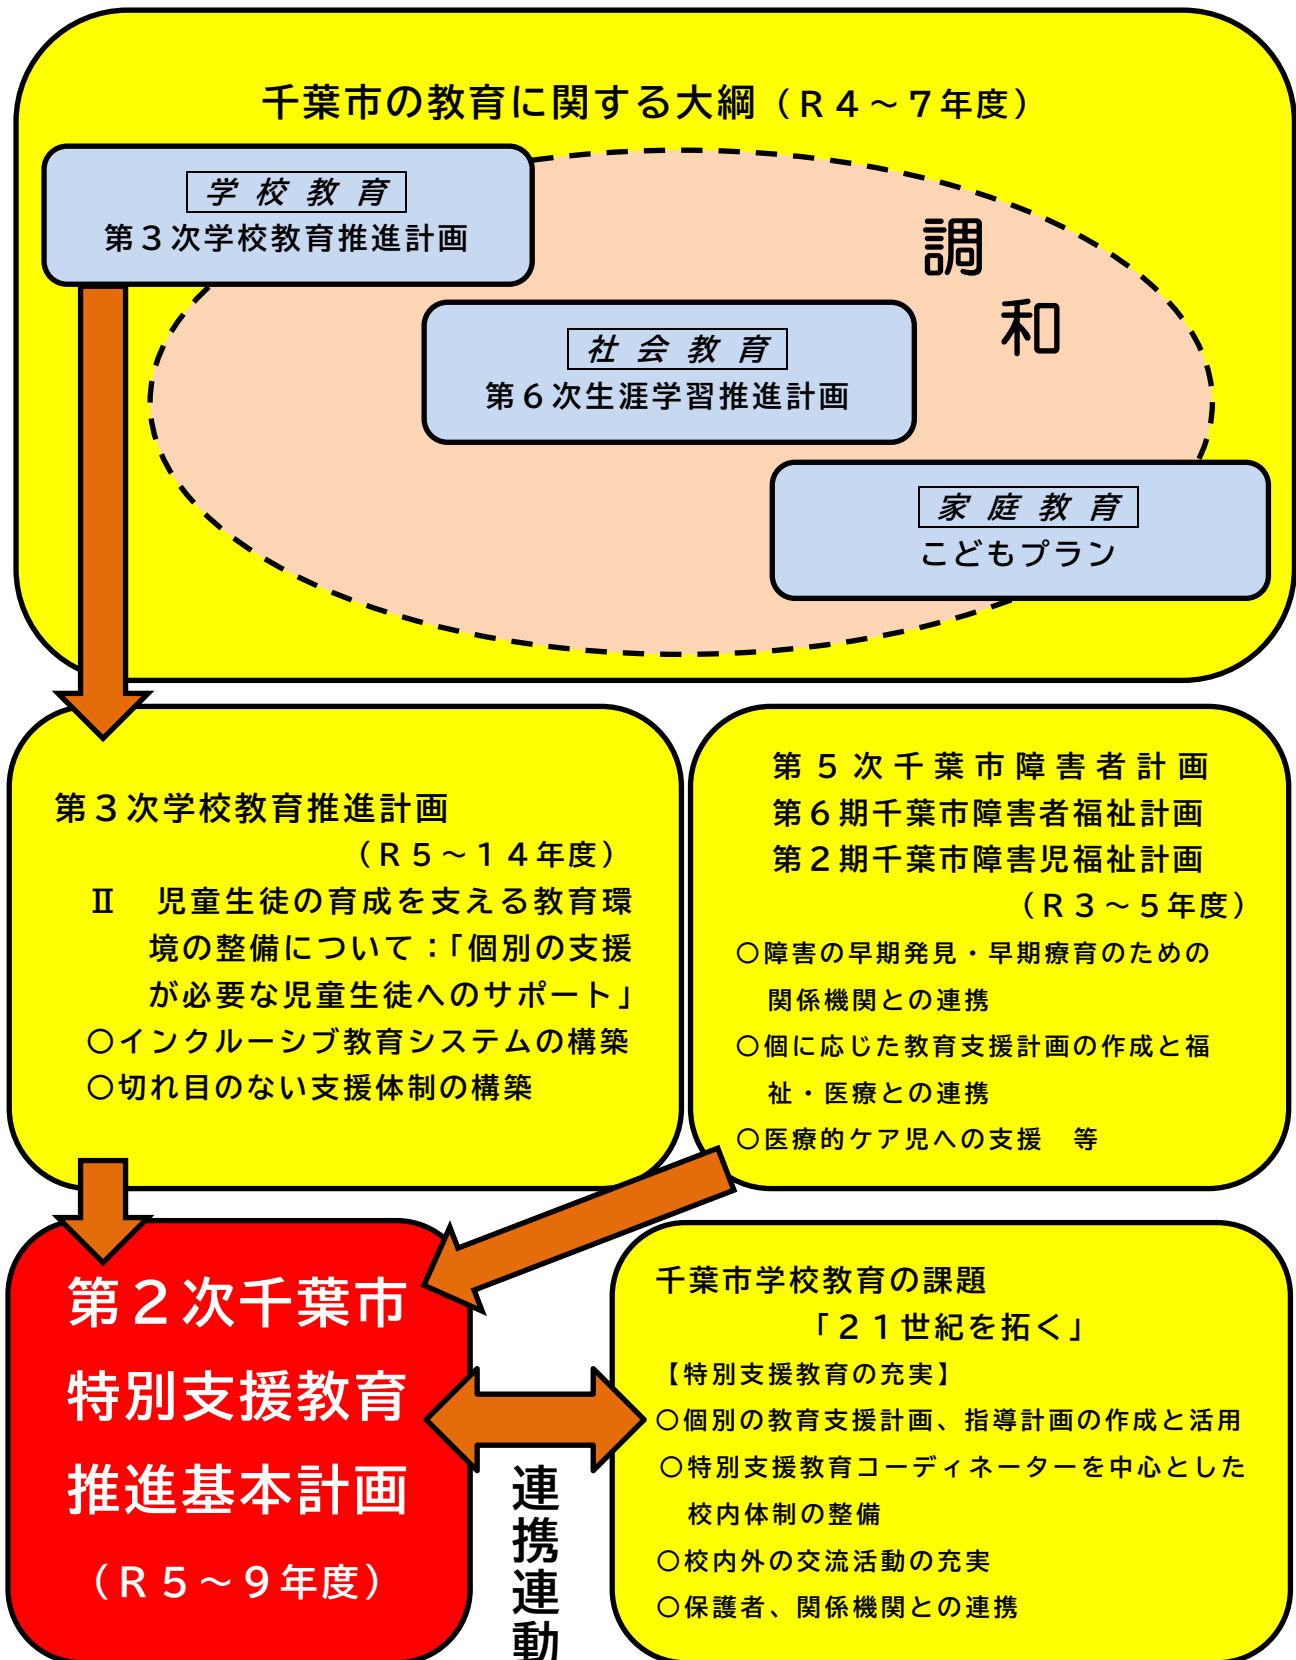 千葉市の教育に関する大綱（Ｒ４～７年度）
学校教育
第３次学校教育推進計画
調
和
社会教育
第６次生涯学習推進計画
家庭教育
こどもプラン
第３次学校教育推進計画
（Ｒ５～１４年度）
Ⅱ　児童生徒の育成を支える教育環
境の整備について：「個別の支援
が必要な児童生徒へのサポート」
○インクルーシブ教育システムの構築
○切れ目のない支援体制の構築
第５次千葉市障害者計画
第６期千葉市障害者福祉計画
第２期千葉市障害児福祉計画
（Ｒ３～５年度）
○障害の早期発見・早期療育のための
関係機関との連携
○個に応じた教育支援計画の作成と福
祉・医療との連携
○医療的ケア児への支援　等
第２次千葉市
特別支援教育
推進基本計画
（Ｒ５～９年度）
連携連動
千葉市学校教育の課題
「２１世紀を拓く」
【特別支援教育の充実】
○個別の教育支援計画、指導計画の作成と活用
○特別支援教育コーディネーターを中心とした
校内体制の整備
○校内外の交流活動の充実
○保護者、関係機関との連携